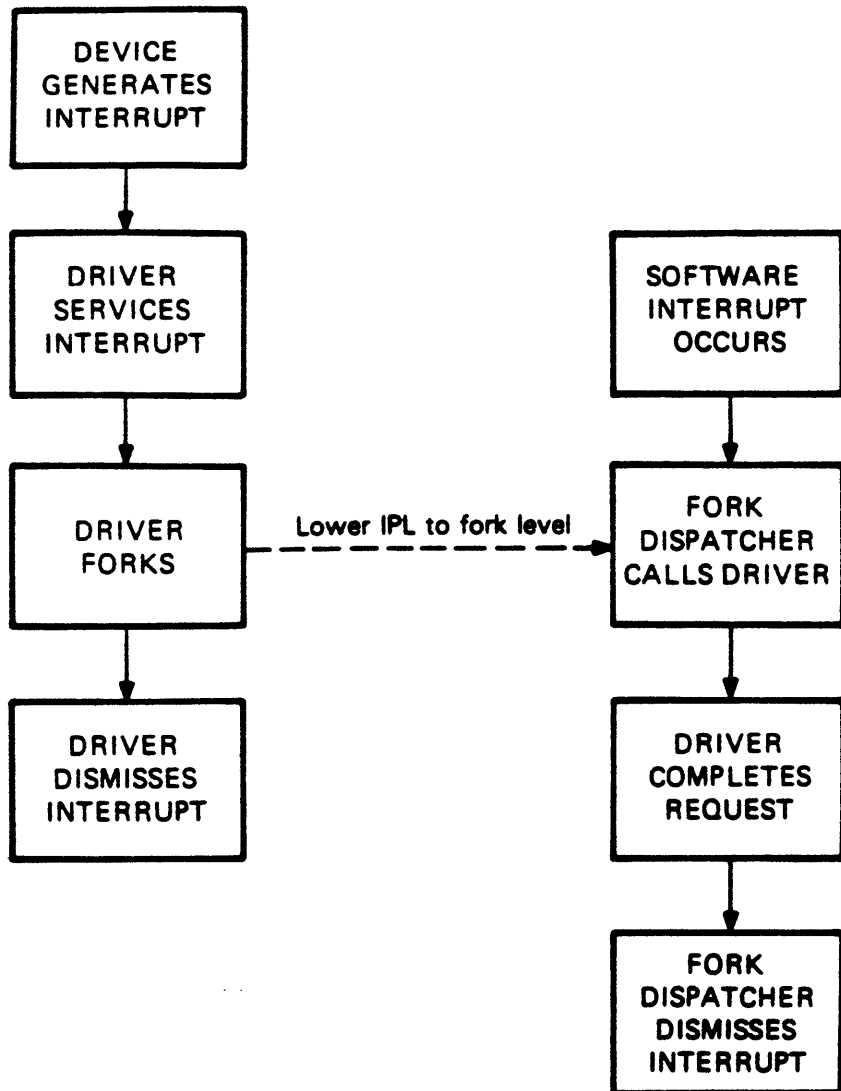 DEVICE
GENERATES
INTERRUPT
DRIVER
SERVICES
INTERRUPT
DRIVER
FORKS
DRIVER
DISMISSES
INTERRUPT
Lower IPL to fork level
SOFTWARE
INTERRUPT
OCCURS
FORK
DISPATCHER
CALLS DRIVER
DRIVER
COMPLETES
REQUEST
FORK
DISPATCHER
DISMISSES
INTERRUPT